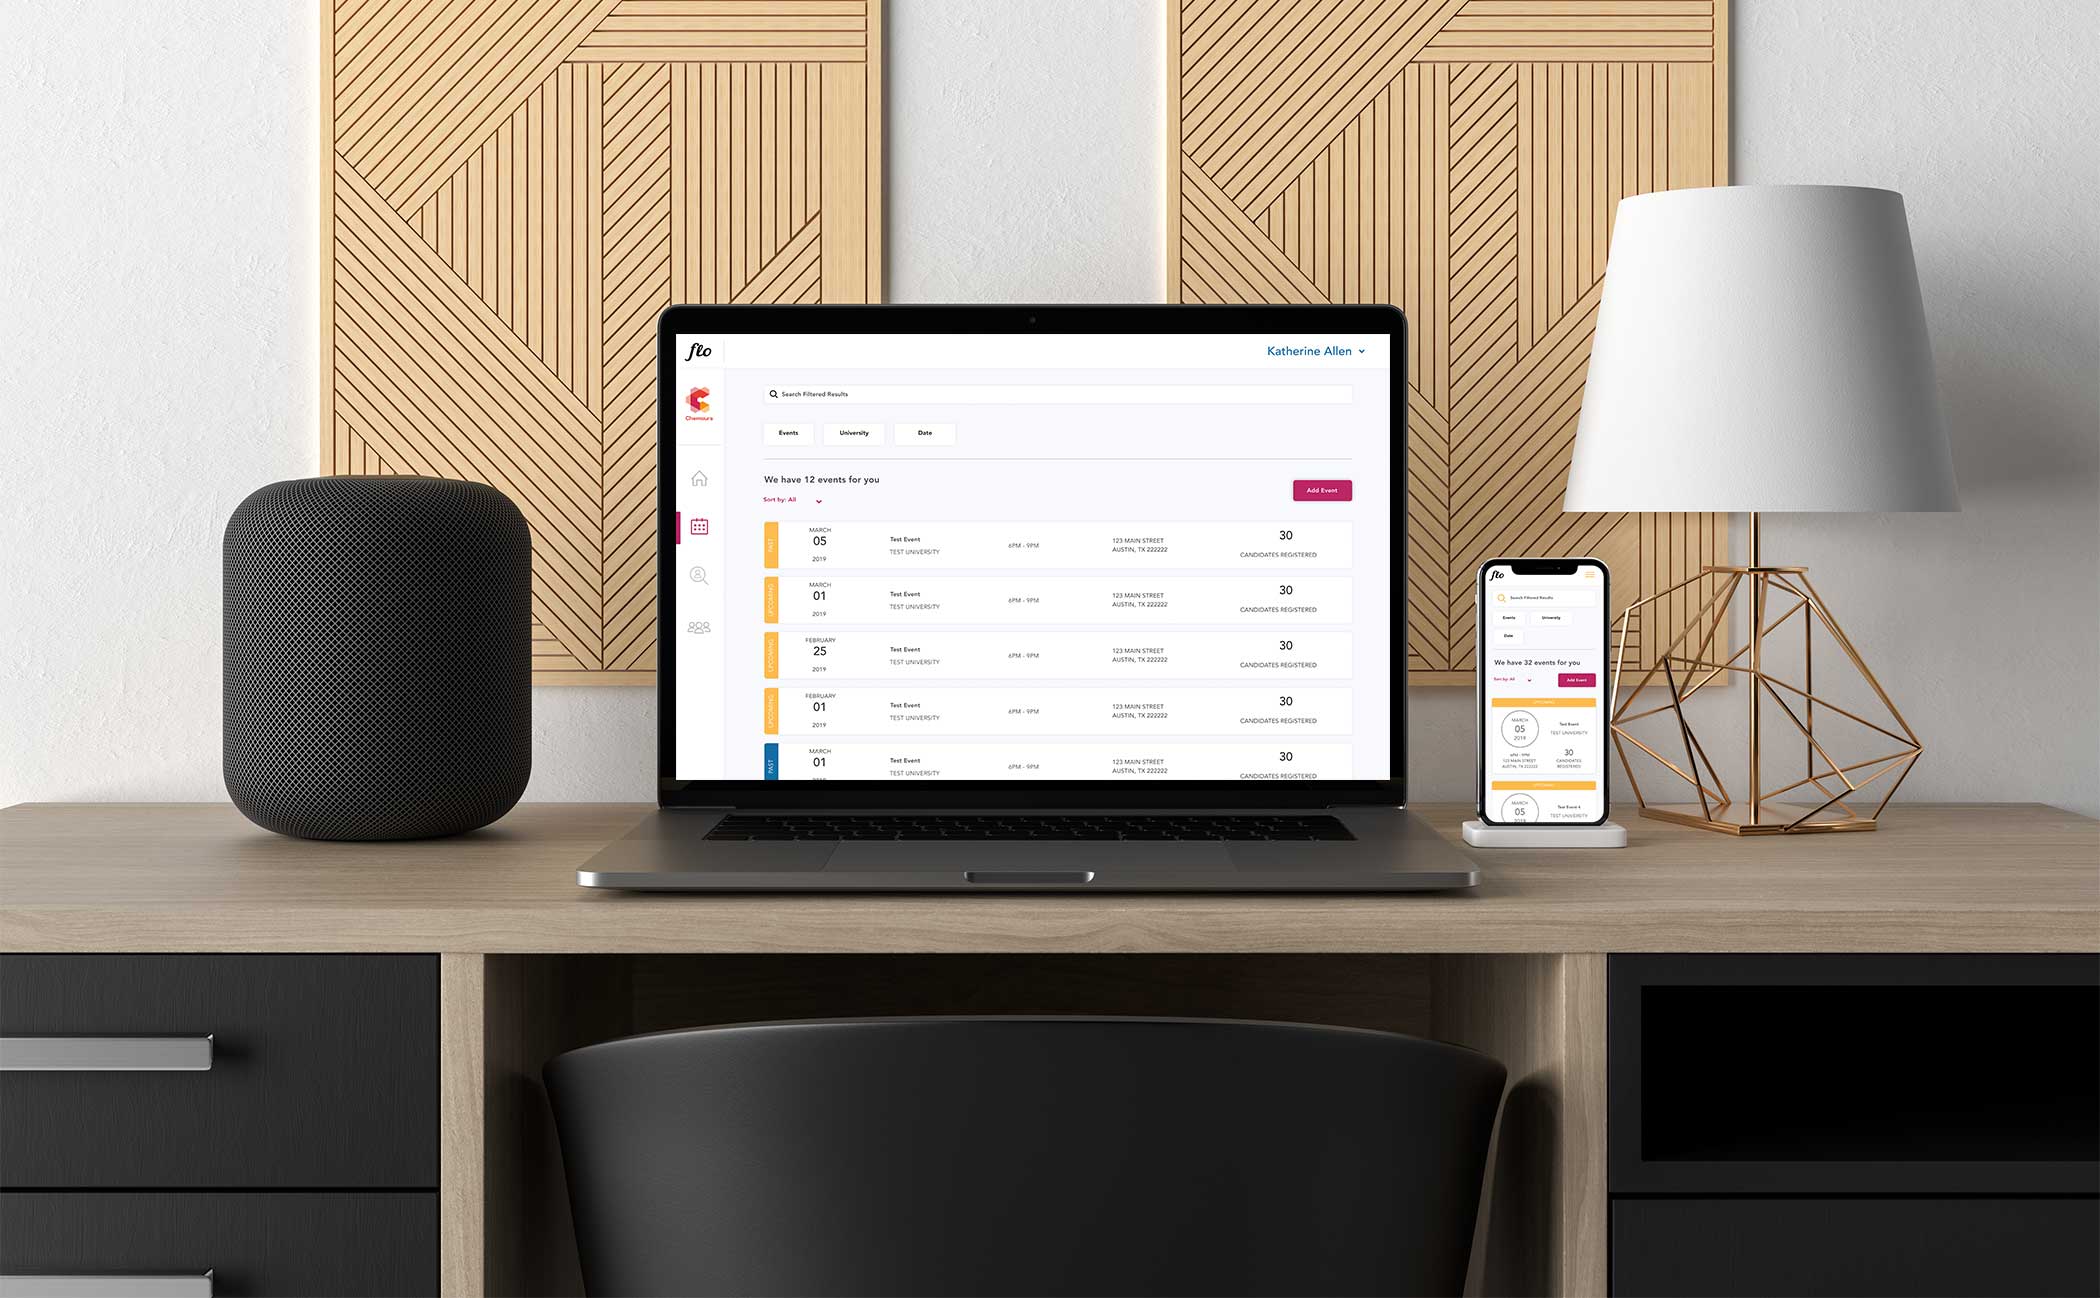 flo
Katherine Allen
Chemours
Search Filtered Results
Events University Date
We have 12 events for you
Sort by: All
Add Event
PAST
MARCH
05
2019
Test Event
TEST UNIVERSITY
6PM - 9PM
123 MAIN STREET
AUSTIN, TX 222222
30
CANDIDATES REGISTERED
UPCOMING
MARCH
01
2019
Test Event
TEST UNIVERSITY
6PM - 9PM
123 MAIN STREET
AUSTIN, TX 222222
30
CANDIDATES REGISTERED
UPCOMING
FEBRUARY
25
2019
Test Event
TEST UNIVERSITY
6PM - 9PM
123 MAIN STREET
AUSTIN, TX 222222
30
CANDIDATES REGISTERED
UPCOMING
FEBRUARY
01
2019
Test Event
TEST UNIVERSITY
6PM - 9PM
123 MAIN STREET
AUSTIN, TX 222222
30
CANDIDATES REGISTERED
PAST
MARCH
01
2019
Test Event
TEST UNIVERSITY
6PM - 9PM
123 MAIN STREET
AUSTIN, TX 222222
30
CANDIDATES REGISTERED
flo
Search Filtered Results
Events University
Date
We have 32 events for you
Sort by: All
Add Event
UPCOMING
MARCH
05
2019
Test Event
TEST UNIVERSITY
6PM - 9PM
123 MAIN STREET
AUSTIN, TX 222222
30
CANDIDATES
REGISTERED
UPCOMING
MARCH
05
2019
Test Event 4
TEST UNIVERSITY